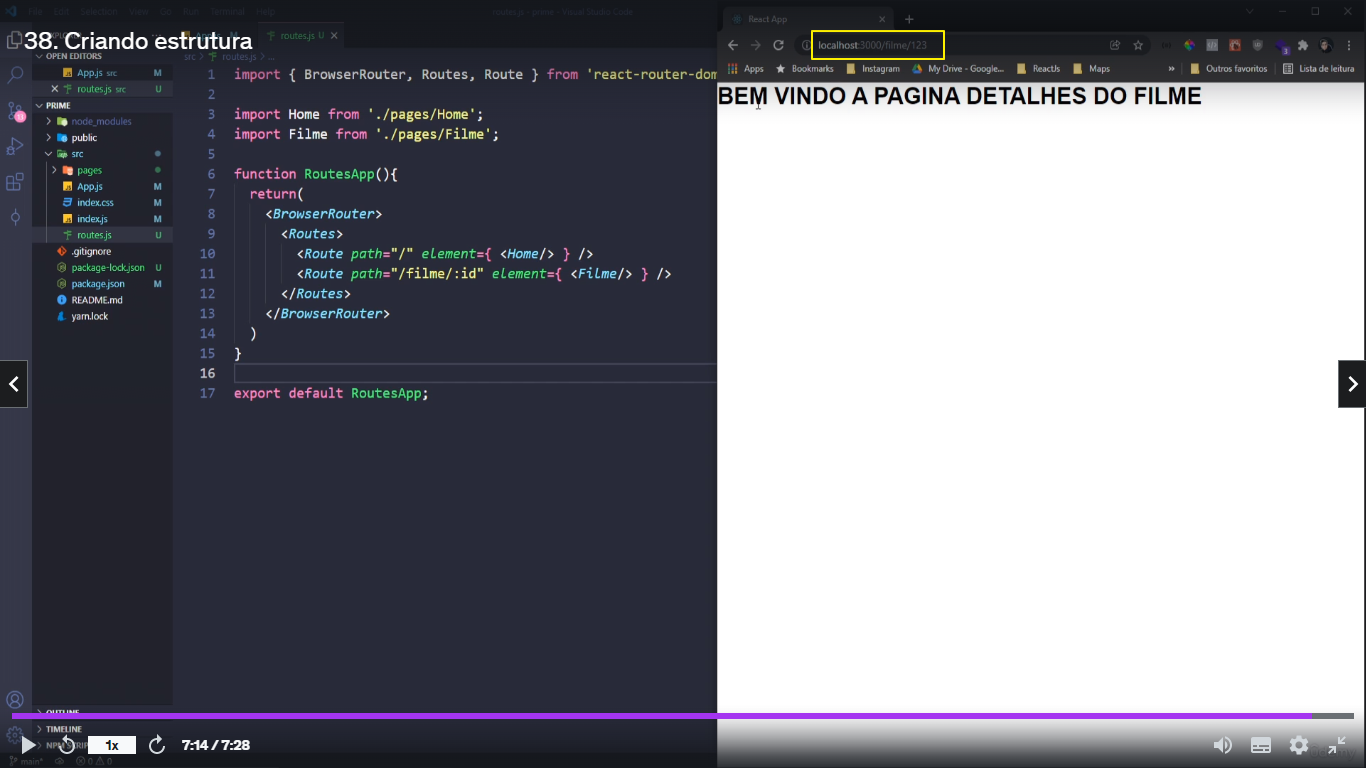 File Edit Selection View Go Run Terminal Help
routes.js - prime - Visual Studio Code
38. Criando estrutura
routes.js U
src > routes.js > ...
OPEN EDITORS
App.js src M
routes.js src U
PRIME
node_modules
public
src
pages
App.js M
index.css M
index.js M
routes.js U
.gitignore
package-lock.json U
package.json M
README.md
yarn.lock
OUTLINE
TIMELINE
NPM SCRIP
main*
0 0
1 import { BrowserRouter, Routes, Route } from 'react-router-dom
2
3 import Home from './pages/Home';
4 import Filme from './pages/Filme';
5
6 function RoutesApp(){
7 return(
8 <BrowserRouter>
9 <Routes>
10 <Route path="/" element={ <Home/> } />
11 <Route path="/filme/:id" element={ <Filme/> } />
12 </Routes>
13 </BrowserRouter>
14 )
15 }
16
17 export default RoutesApp;
React App
localhost:3000/filme/123
Apps Bookmarks Instagram My Drive - Google... ReactJs Maps » Outros favoritos Lista de leitura
BEM VINDO A PAGINA DETALHES DO FILME
1x 7:14 / 7:28